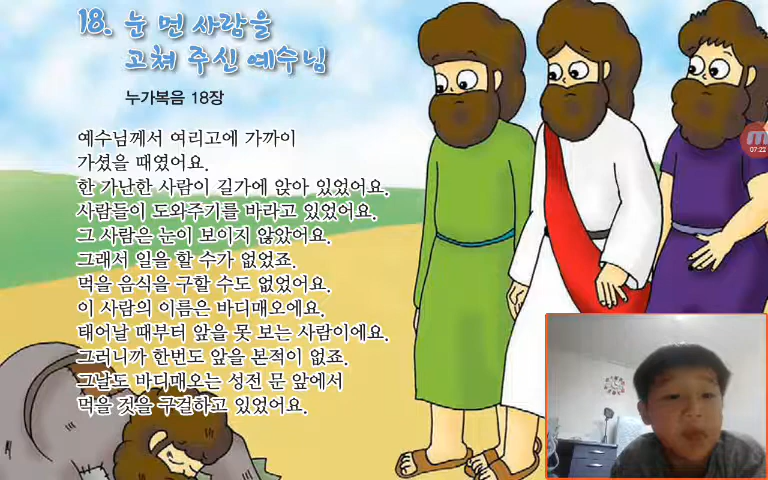 18. 눈 먼 사람을
고쳐 주신 예수님
누가복음 18장
예수님께서 여리고에 가까이
가셨을 때였어요.
한 가난한 사람이 길가에 앉아 있었어요.
사람들이 도와주기를 바라고 있었어요.
그 사람은 눈이 보이지 않았어요.
그래서 일을 할 수가 없었죠.
먹을 음식을 구할 수도 없었어요.
이 사람의 이름은 바디매오에요.
태어날 때부터 앞을 못 보는 사람이에요.
그러니까 한번도 앞을 본적이 없죠.
그날도 바디매오는 성전 문 앞에서
먹을 것을 구걸하고 있었어요.
07:22